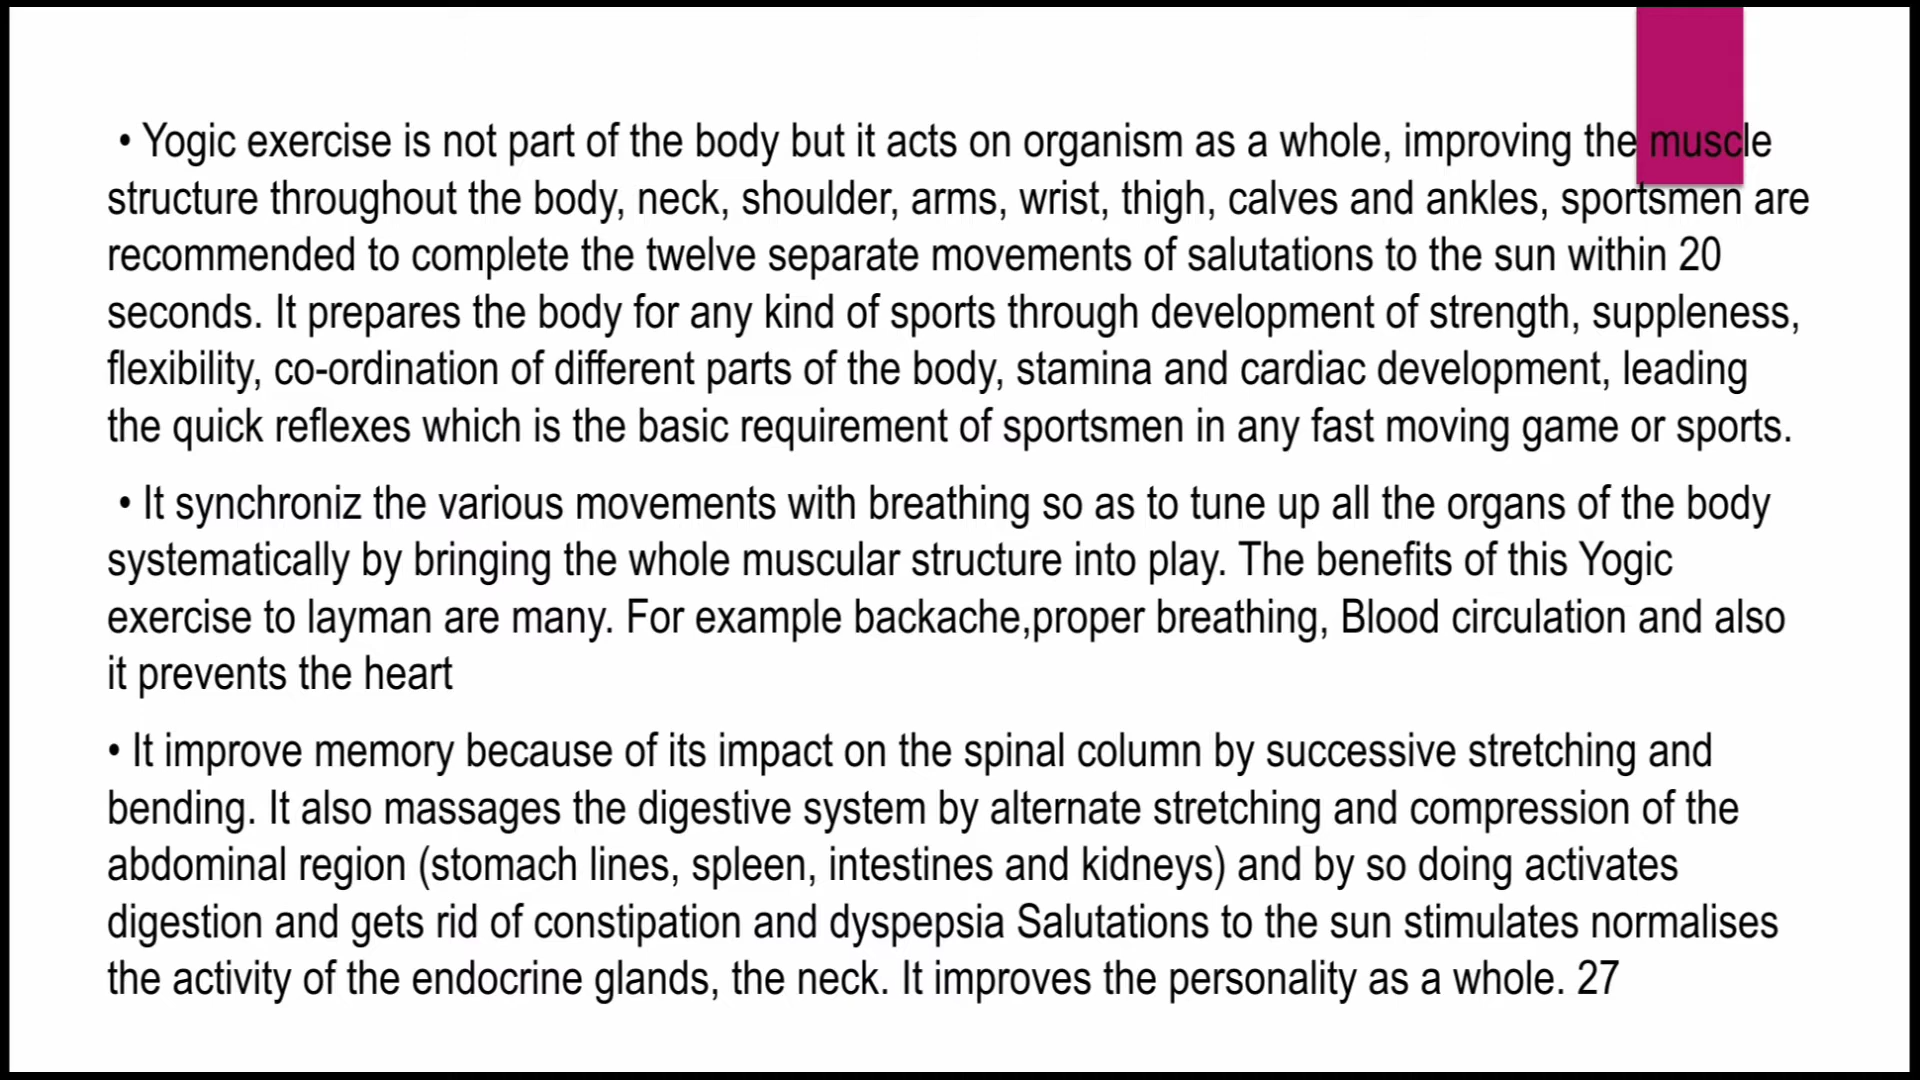 • Yogic exercise is not part of the body but it acts on organism as a whole, improving the muscle
structure throughout the body, neck, shoulder, arms, wrist, thigh, calves and ankles, sportsmen are
recommended to complete the twelve separate movements of salutations to the sun within 20
seconds. It prepares the body for any kind of sports through development of strength, suppleness,
flexibility, co-ordination of different parts of the body, stamina and cardiac development, leading
the quick reflexes which is the basic requirement of sportsmen in any fast moving game or sports.
• It synchroniz the various movements with breathing so as to tune up all the organs of the body
systematically by bringing the whole muscular structure into play. The benefits of this Yogic
exercise to layman are many. For example backache,proper breathing, Blood circulation and also
it prevents the heart
• It improve memory because of its impact on the spinal column by successive stretching and
bending. It also massages the digestive system by alternate stretching and compression of the
abdominal region (stomach lines, spleen, intestines and kidneys) and by so doing activates
digestion and gets rid of constipation and dyspepsia Salutations to the sun stimulates normalises
the activity of the endocrine glands, the neck. It improves the personality as a whole. 27